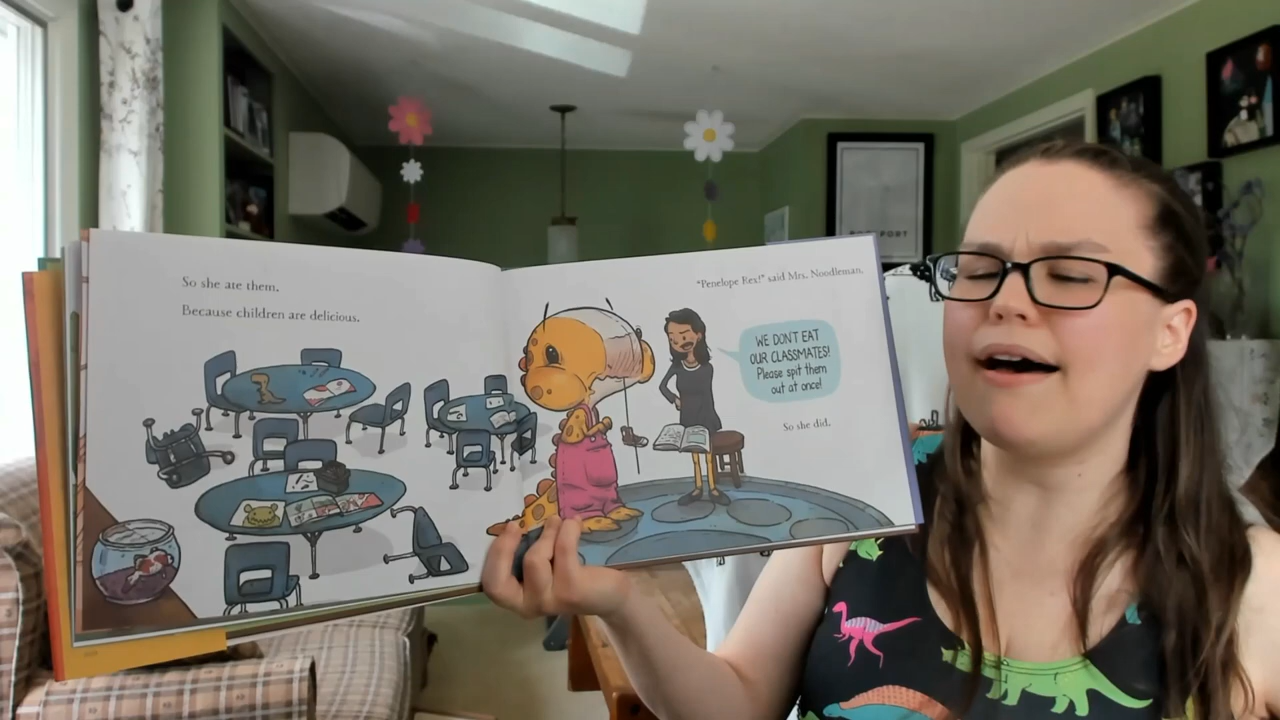 So she ate them.
Because children are delicious.
"Penelope Rex!" said Mrs. Noodleman.
WE DON'T EAT
OUR CLASSMATES!
Please spit them
out at once!
So she did.